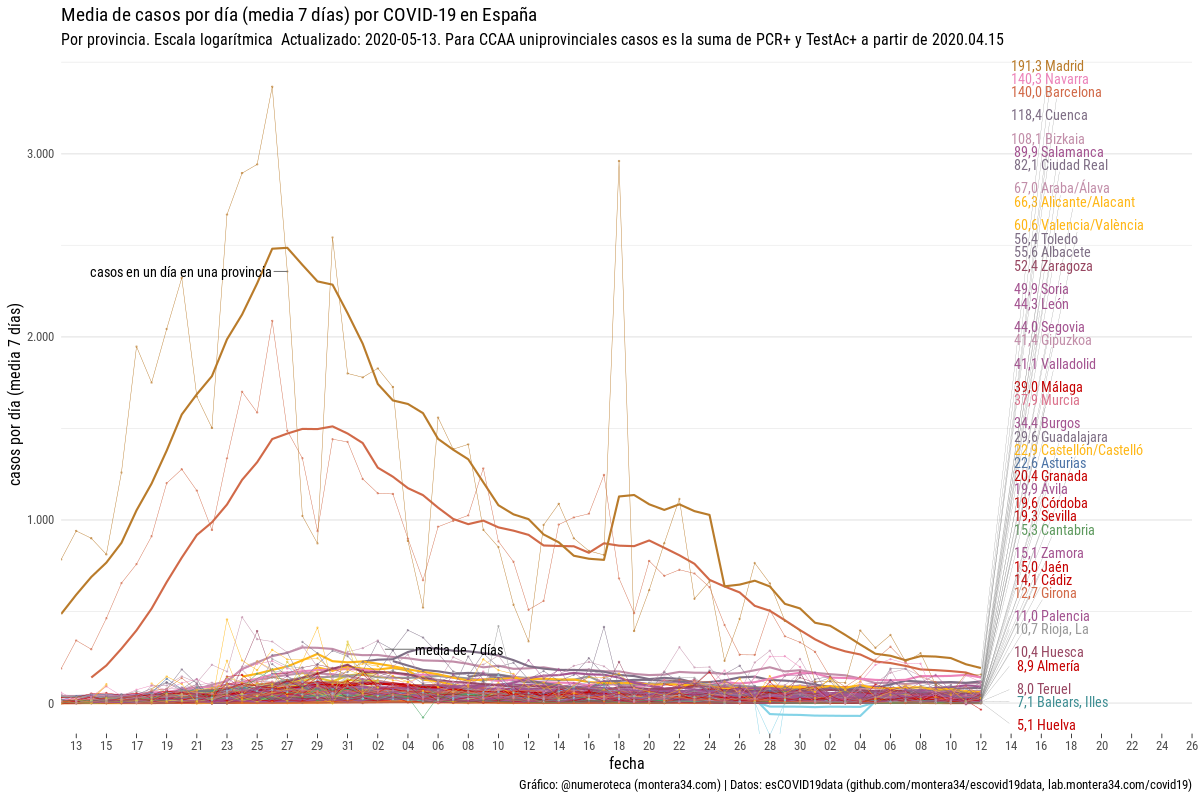 Media de casos por día (media 7 días) por COVID-19 en España
Por provincia. Escala logarítmica  Actualizado: 2020-05-13. Para CCAA uniprovinciales casos es la suma de PCR+ y TestAc+ a partir de 2020.04.15
191,3 Madrid
140,3 Navarra
140,0 Barcelona
118,4 Cuenca
108,1 Bizkaia
89,9 Salamanca
82,1 Ciudad Real
67,0 Araba/Álava
66,3 Alicante/Alacant
60,6 Valencia/València
56,4 Toledo
55,6 Albacete
52,4 Zaragoza
49,9 Soria
44,3 León
44,0 Segovia
41,4 Gipuzkoa
41,1 Valladolid
39,0 Málaga
37,9 Murcia
34,4 Burgos
29,6 Guadalajara
22,9 Castellón/Castelló
22,6 Asturias
20,4 Granada
19,9 Ávila
19,6 Córdoba
19,3 Sevilla
15,3 Cantabria
15,1 Zamora
15,0 Jaén
14,1 Cádiz
12,7 Girona
11,0 Palencia
10,7 Rioja, La
10,4 Huesca
8,9 Almería
8,0 Teruel
7,1 Balears, Illes
5,1 Huelva
casos por día (media 7 días)
3.000
2.000
1.000
0
casos en un día en una provincia
media de 7 días
13 15 17 19 21 23 25 27 29 31 02 04 06 08 10 12 14 16 18 20 22 24 26 28 30 02 04 06 08 10 12 14 16 18 20 22 24 26
fecha
Gráfico: @numeroteca (montera34.com) | Datos: esCOVID19data (github.com/montera34/escovid19data, lab.montera34.com/covid19)